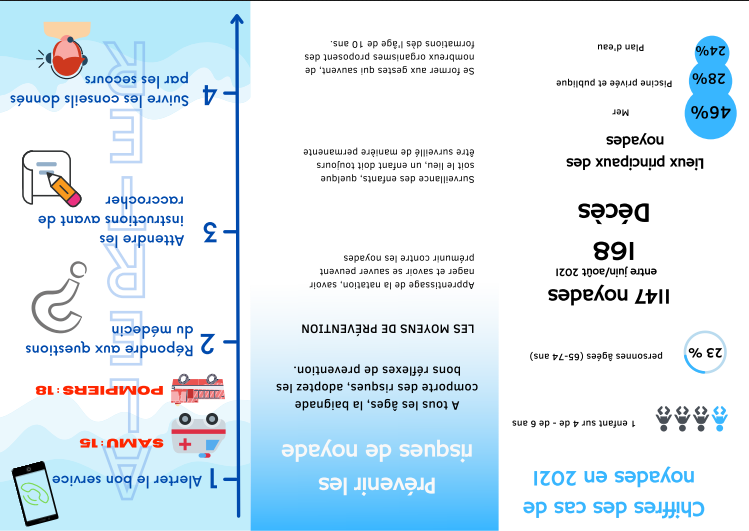 Chiffres des cas de
noyades en 2021
1 enfant sur 4 de - de 6 ans
23 %
personnes âgées (65-74 ans)
1147 noyades
entre juin/août 2021
168
Décès
Lieux principaux des
noyades
46%
Mer
28%
Piscine privée et publique
24%
Plan d'eau
Prévenir les
risques de noyade
A tous les âges, la baignade
comporte des risques, adoptez les
bons réflexes de prevention.
LES MOYENS DE PRÉVENTION
Apprentissage de la natation, savoir
nager et savoir se sauver peuvent
prémunir contre les noyades
Surveillance des enfants, quelque
soit le lieu, un enfant doit toujours
être surveillé de manière permanente
Se former aux gestes qui sauvent, de
nombreux organismes proposent des
formations dès l'âge de 10 ans.
1 Alerter le bon service
SAMU : 15
POMPIERS : 18
2 Répondre aux questions
du médecin
3 Attendre les
instructions avant de
raccrocher
4 Suivre les conseils donnés
par les secours